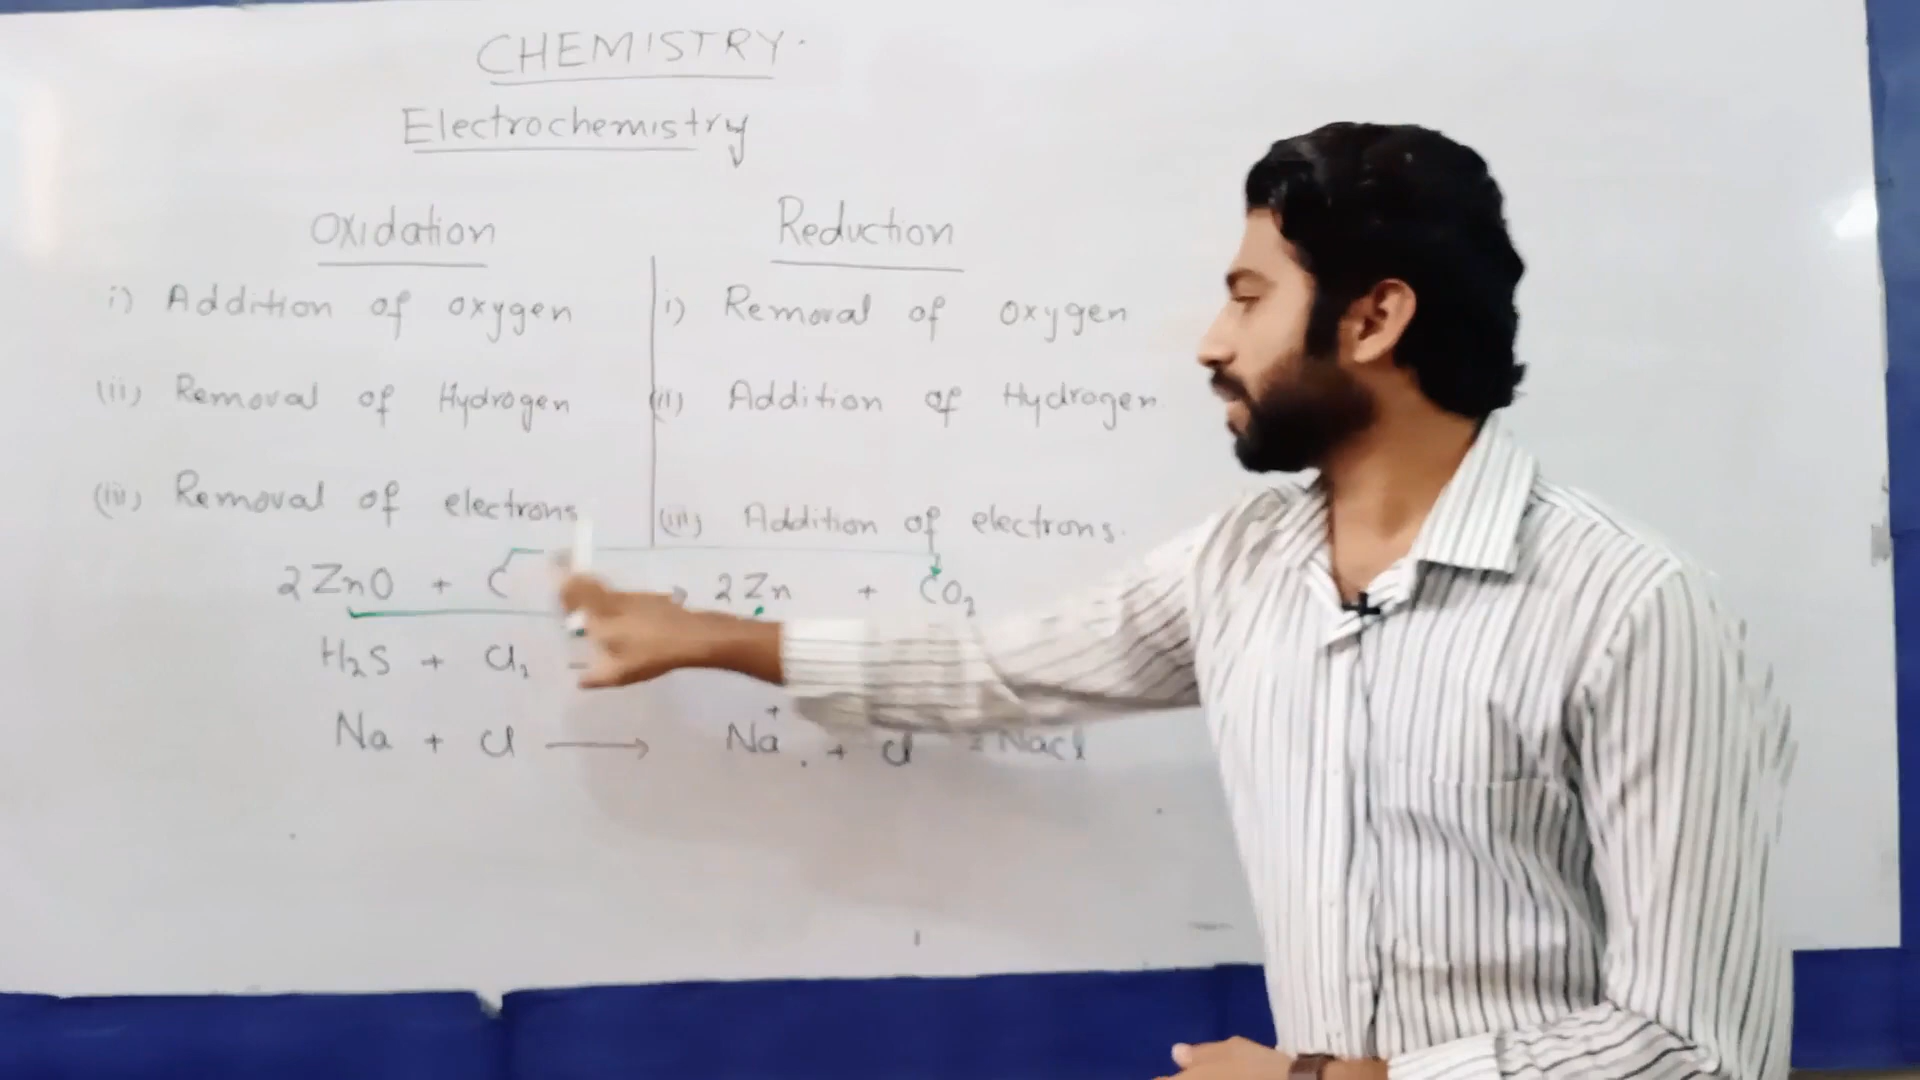 CHEMISTRY.
Electrochemistry
Oxidation
i) Addition of oxygen
(ii) Removal of Hydrogen
(iii) Removal of electrons
Reduction
i) Removal of oxygen
(ii) Addition of Hydrogen.
(iii) Addition of electrons.
2ZnO + C → 2Zn + CO₂
H₂S + Cl₂
Na + Cl → Na⁺ + Cl = NaCl